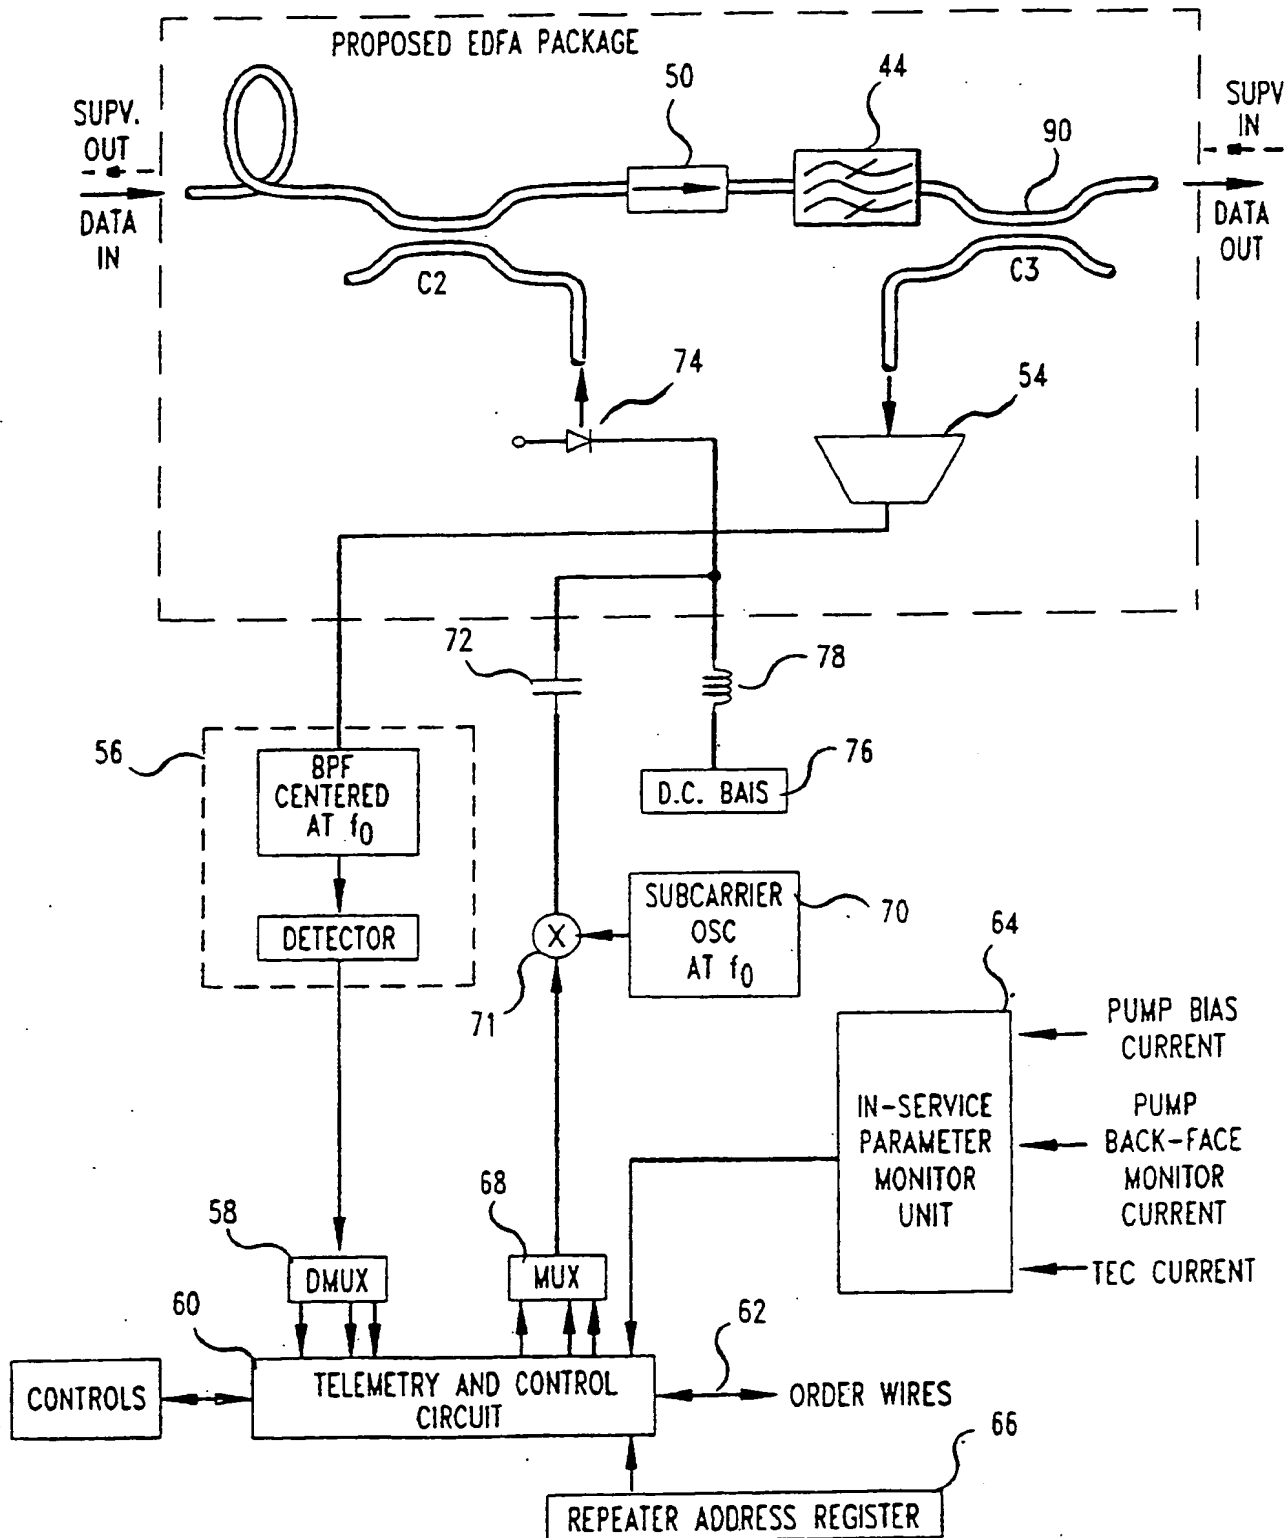 PROPOSED EDFA PACKAGE
50
44
90
SUPV.
OUT
DATA
IN
SUPV
IN
DATA
OUT
C2
C3
74
54
72
78
56
BPF
CENTERED
AT f0
DETECTOR
76
D.C. BAIS
SUBCARRIER
OSC
AT f0
70
X
71
64
IN-SERVICE
PARAMETER
MONITOR
UNIT
PUMP BIAS
CURRENT
PUMP
BACK-FACE
MONITOR
CURRENT
TEC CURRENT
58
DMUX
68
MUX
60
62
CONTROLS
TELEMETRY AND CONTROL
CIRCUIT
ORDER WIRES
66
REPEATER ADDRESS REGISTER